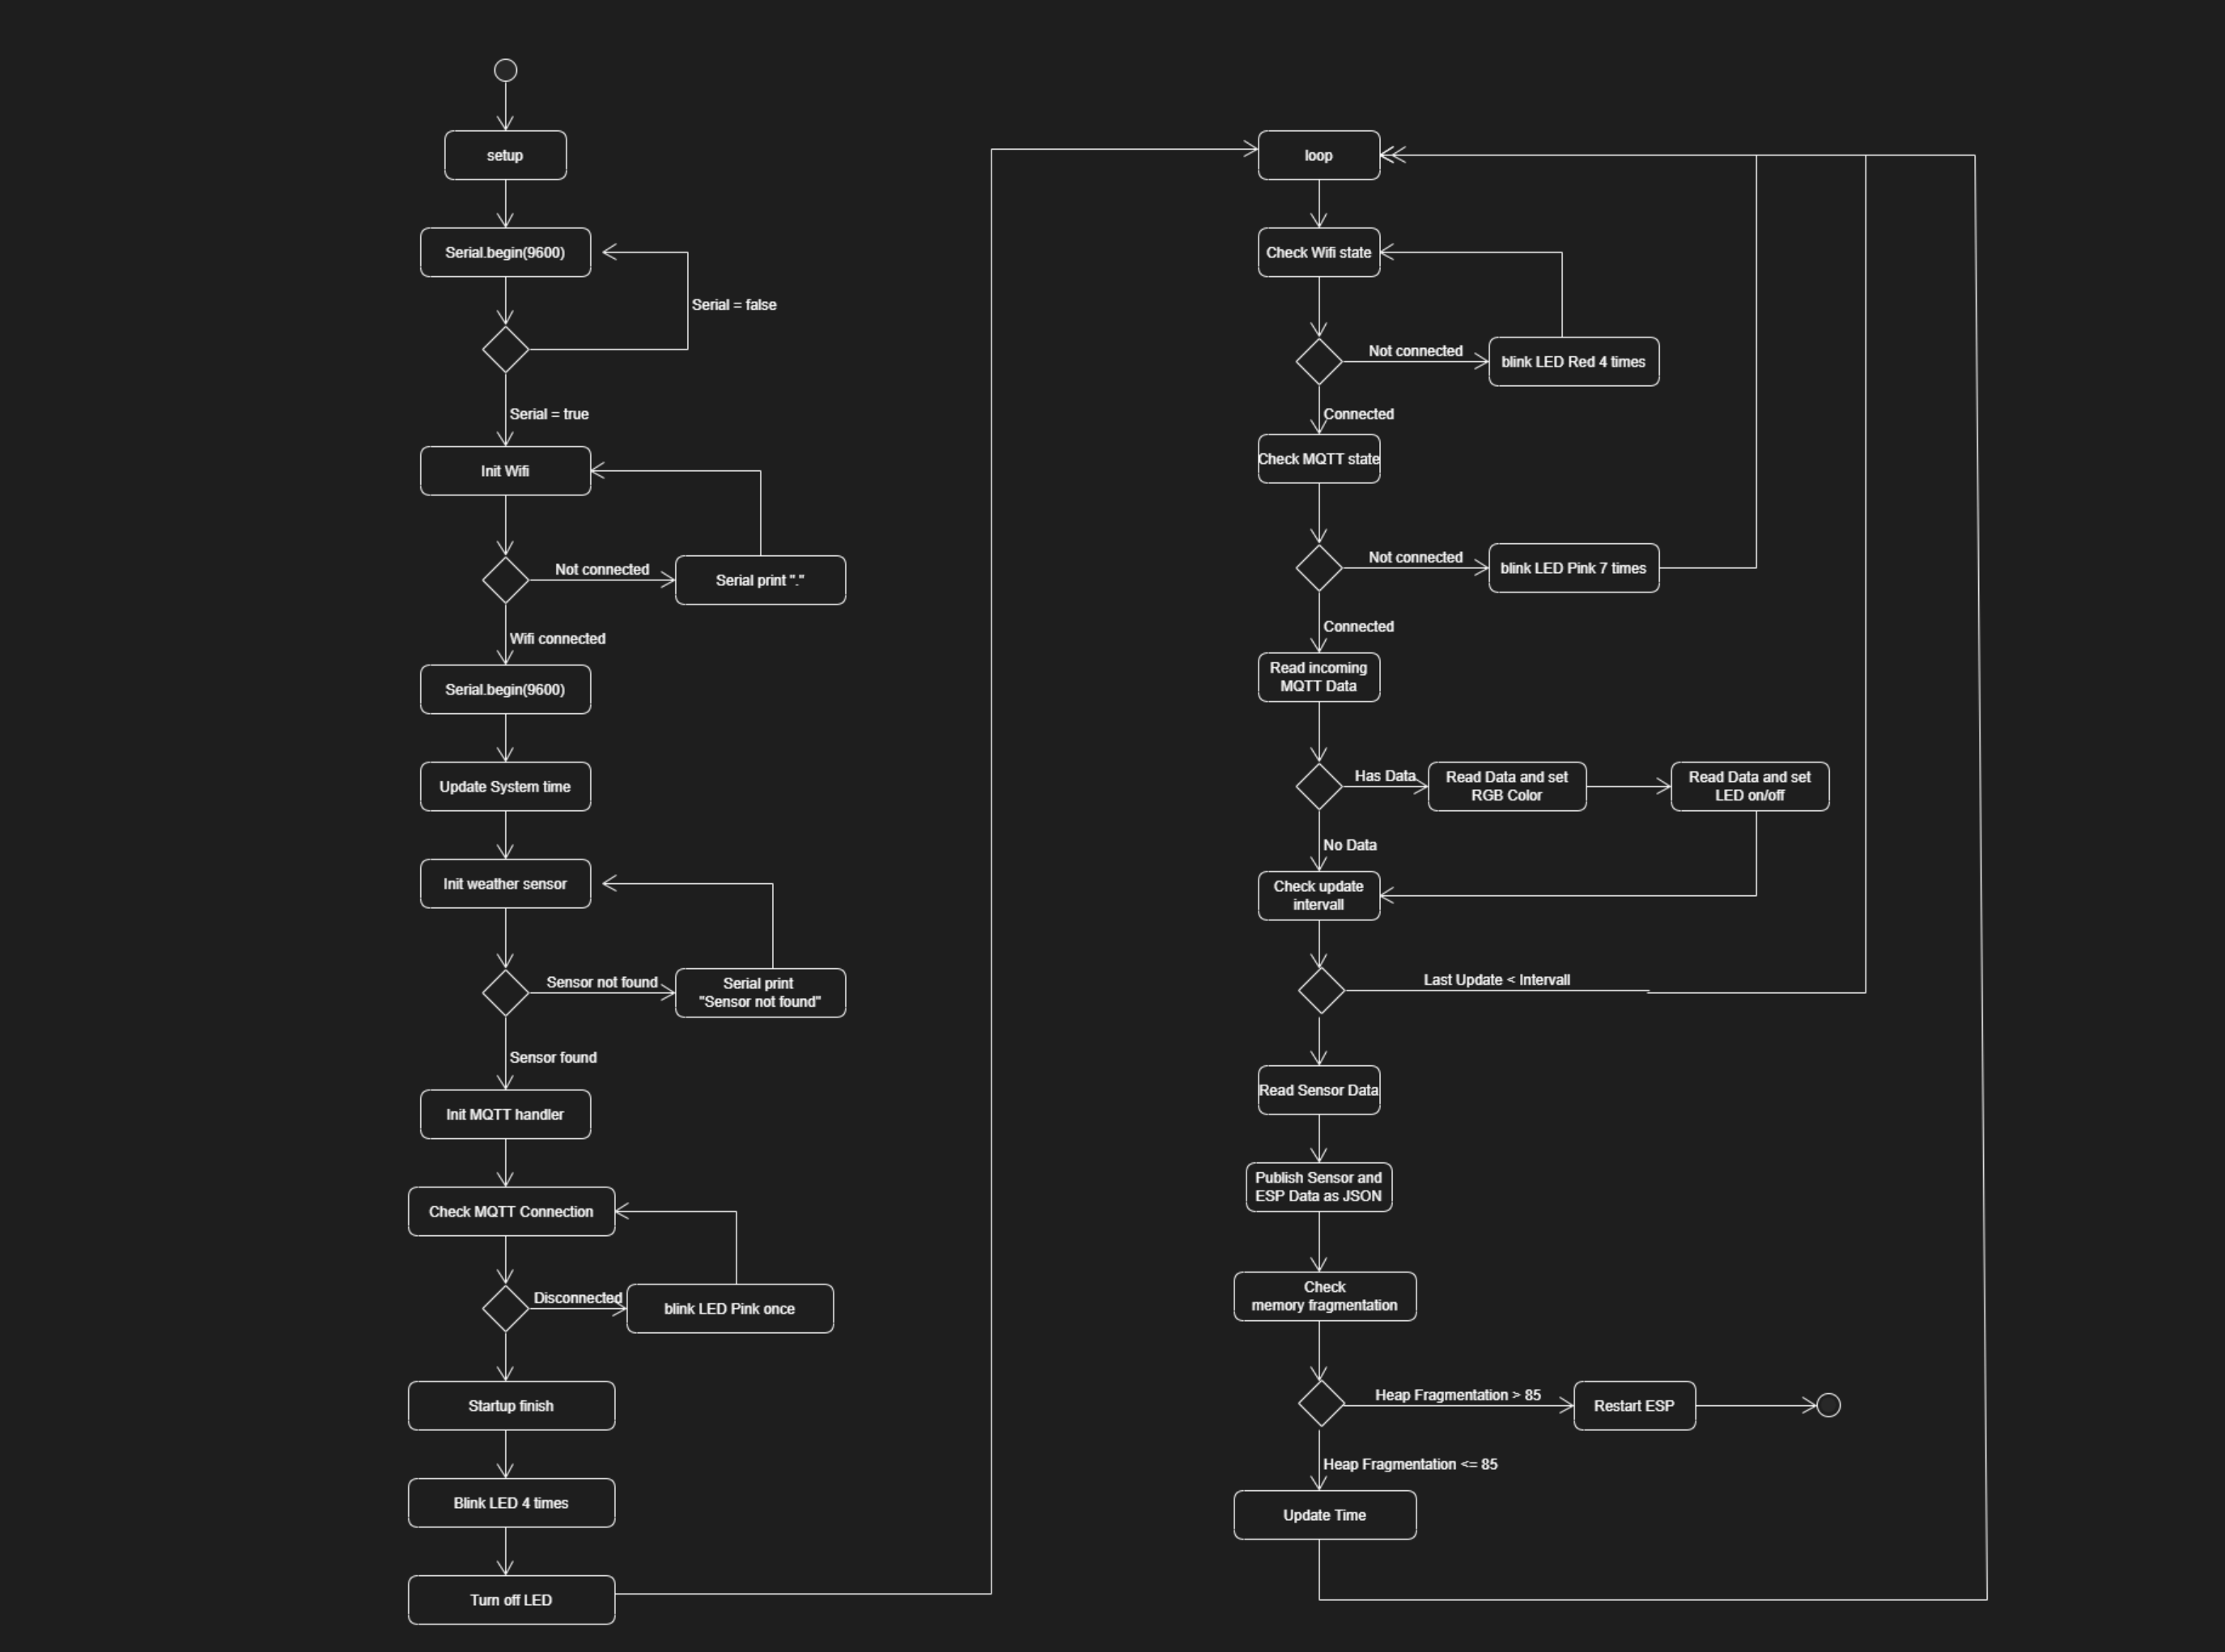 setup
Serial.begin(9600)
Serial = false
Serial = true
Init Wifi
Not connected
Serial print "."
Wifi connected
Serial.begin(9600)
Update System time
Init weather sensor
Sensor not found
Serial print
"Sensor not found"
Sensor found
Init MQTT handler
Check MQTT Connection
Disconnected
blink LED Pink once
Startup finish
Blink LED 4 times
Turn off LED
loop
Check Wifi state
Not connected
blink LED Red 4 times
Connected
Check MQTT state
Not connected
blink LED Pink 7 times
Connected
Read incoming
MQTT Data
Has Data
Read Data and set
RGB Color
Read Data and set
LED on/off
No Data
Check update
intervall
Last Update < Intervall
Read Sensor Data
Publish Sensor and
ESP Data as JSON
Check
memory fragmentation
Heap Fragmentation > 85
Restart ESP
Heap Fragmentation <= 85
Update Time